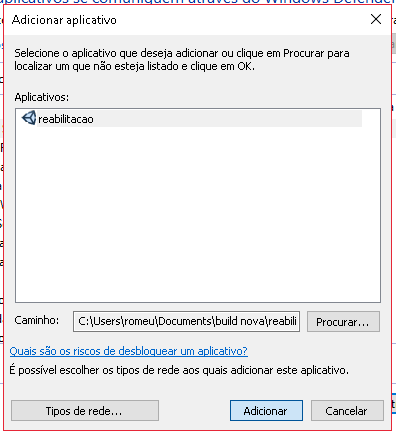 aplicativos se comuniquem através do Windows Defender
Adicionar aplicativo
Selecione o aplicativo que deseja adicionar ou clique em Procurar para
localizar um que não esteja listado e clique em OK.
Aplicativos:
reabilitacao
Caminho:
C:\Users\romeu\Documents\build nova\reabili
Procurar...
Quais são os riscos de desbloquear um aplicativo?
É possível escolher os tipos de rede aos quais adicionar este aplicativo.
Tipos de rede...
Adicionar
Cancelar